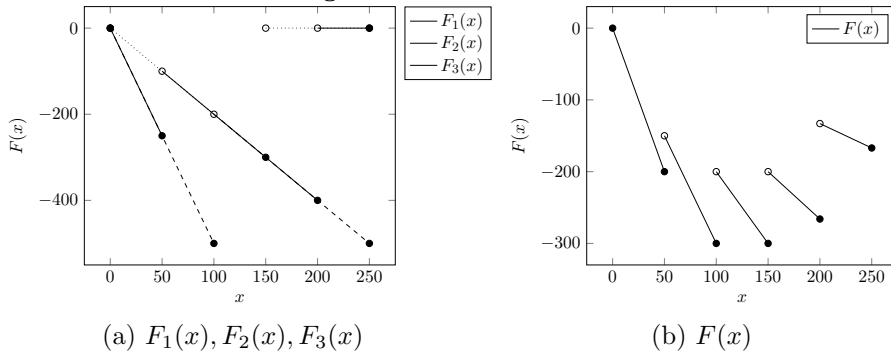 0
−200
−400
F(x)
0 50 100 150 200 250
x
F₁(x)
F₂(x)
F₃(x)
(a) F₁(x), F₂(x), F₃(x)
0
−100
−200
−300
F(x)
0 50 100 150 200 250
x
F(x)
(b) F(x)